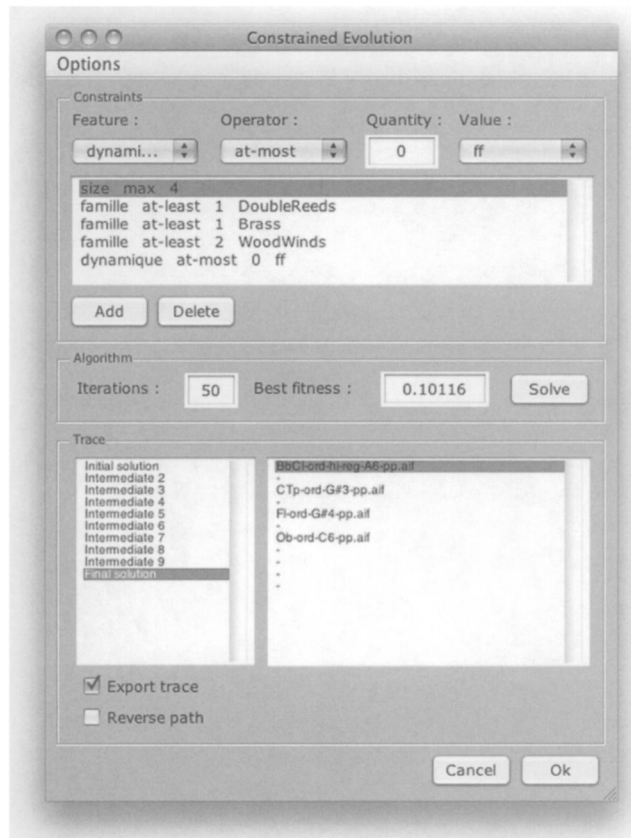 Constrained Evolution
Options
Constraints
Feature : Operator : Quantity : Value :
dynami... at-most 0 ff
size max 4
famille at-least 1 DoubleReeds
famille at-least 1 Brass
famille at-least 2 WoodWinds
dynamique at-most 0 ff
Add Delete
Algorithm
Iterations : 50 Best fitness : 0.10116 Solve
Trace
Initial solution
Intermediate 2
Intermediate 3
Intermediate 4
Intermediate 5
Intermediate 6
Intermediate 7
Intermediate 8
Intermediate 9
Final solution
BbCl-ord-hi-reg-A6-pp.aif
-
CTp-ord-G#3-pp.aif
-
Fl-ord-G#4-pp.aif
-
Ob-ord-C6-pp.aif
-
-
-
-
Export trace
Reverse path
Cancel Ok